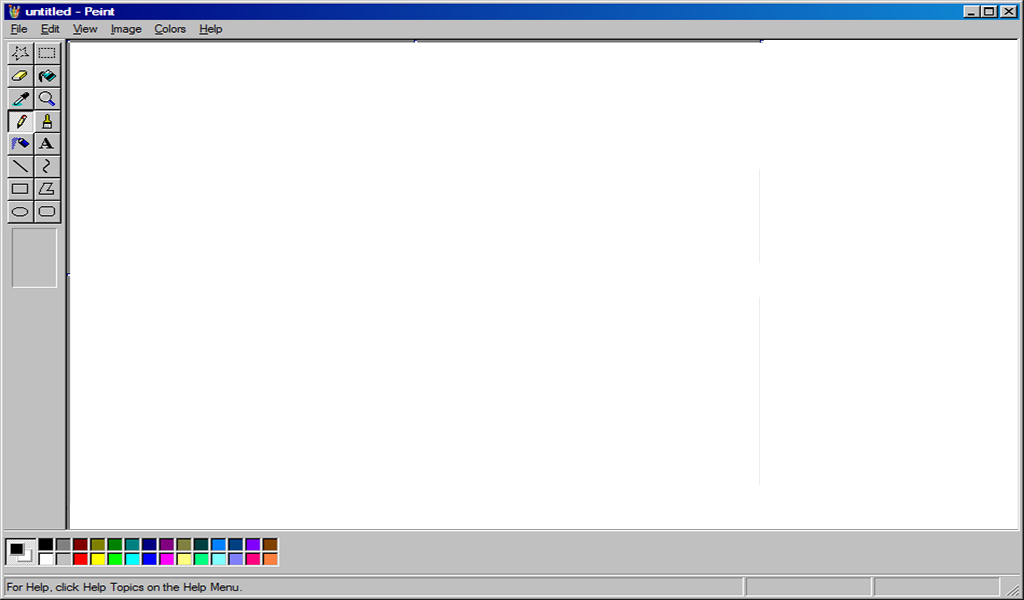 untitled - Peint
File Edit View Image Colors Help
A
For Help, click Help Topics on the Help Menu.